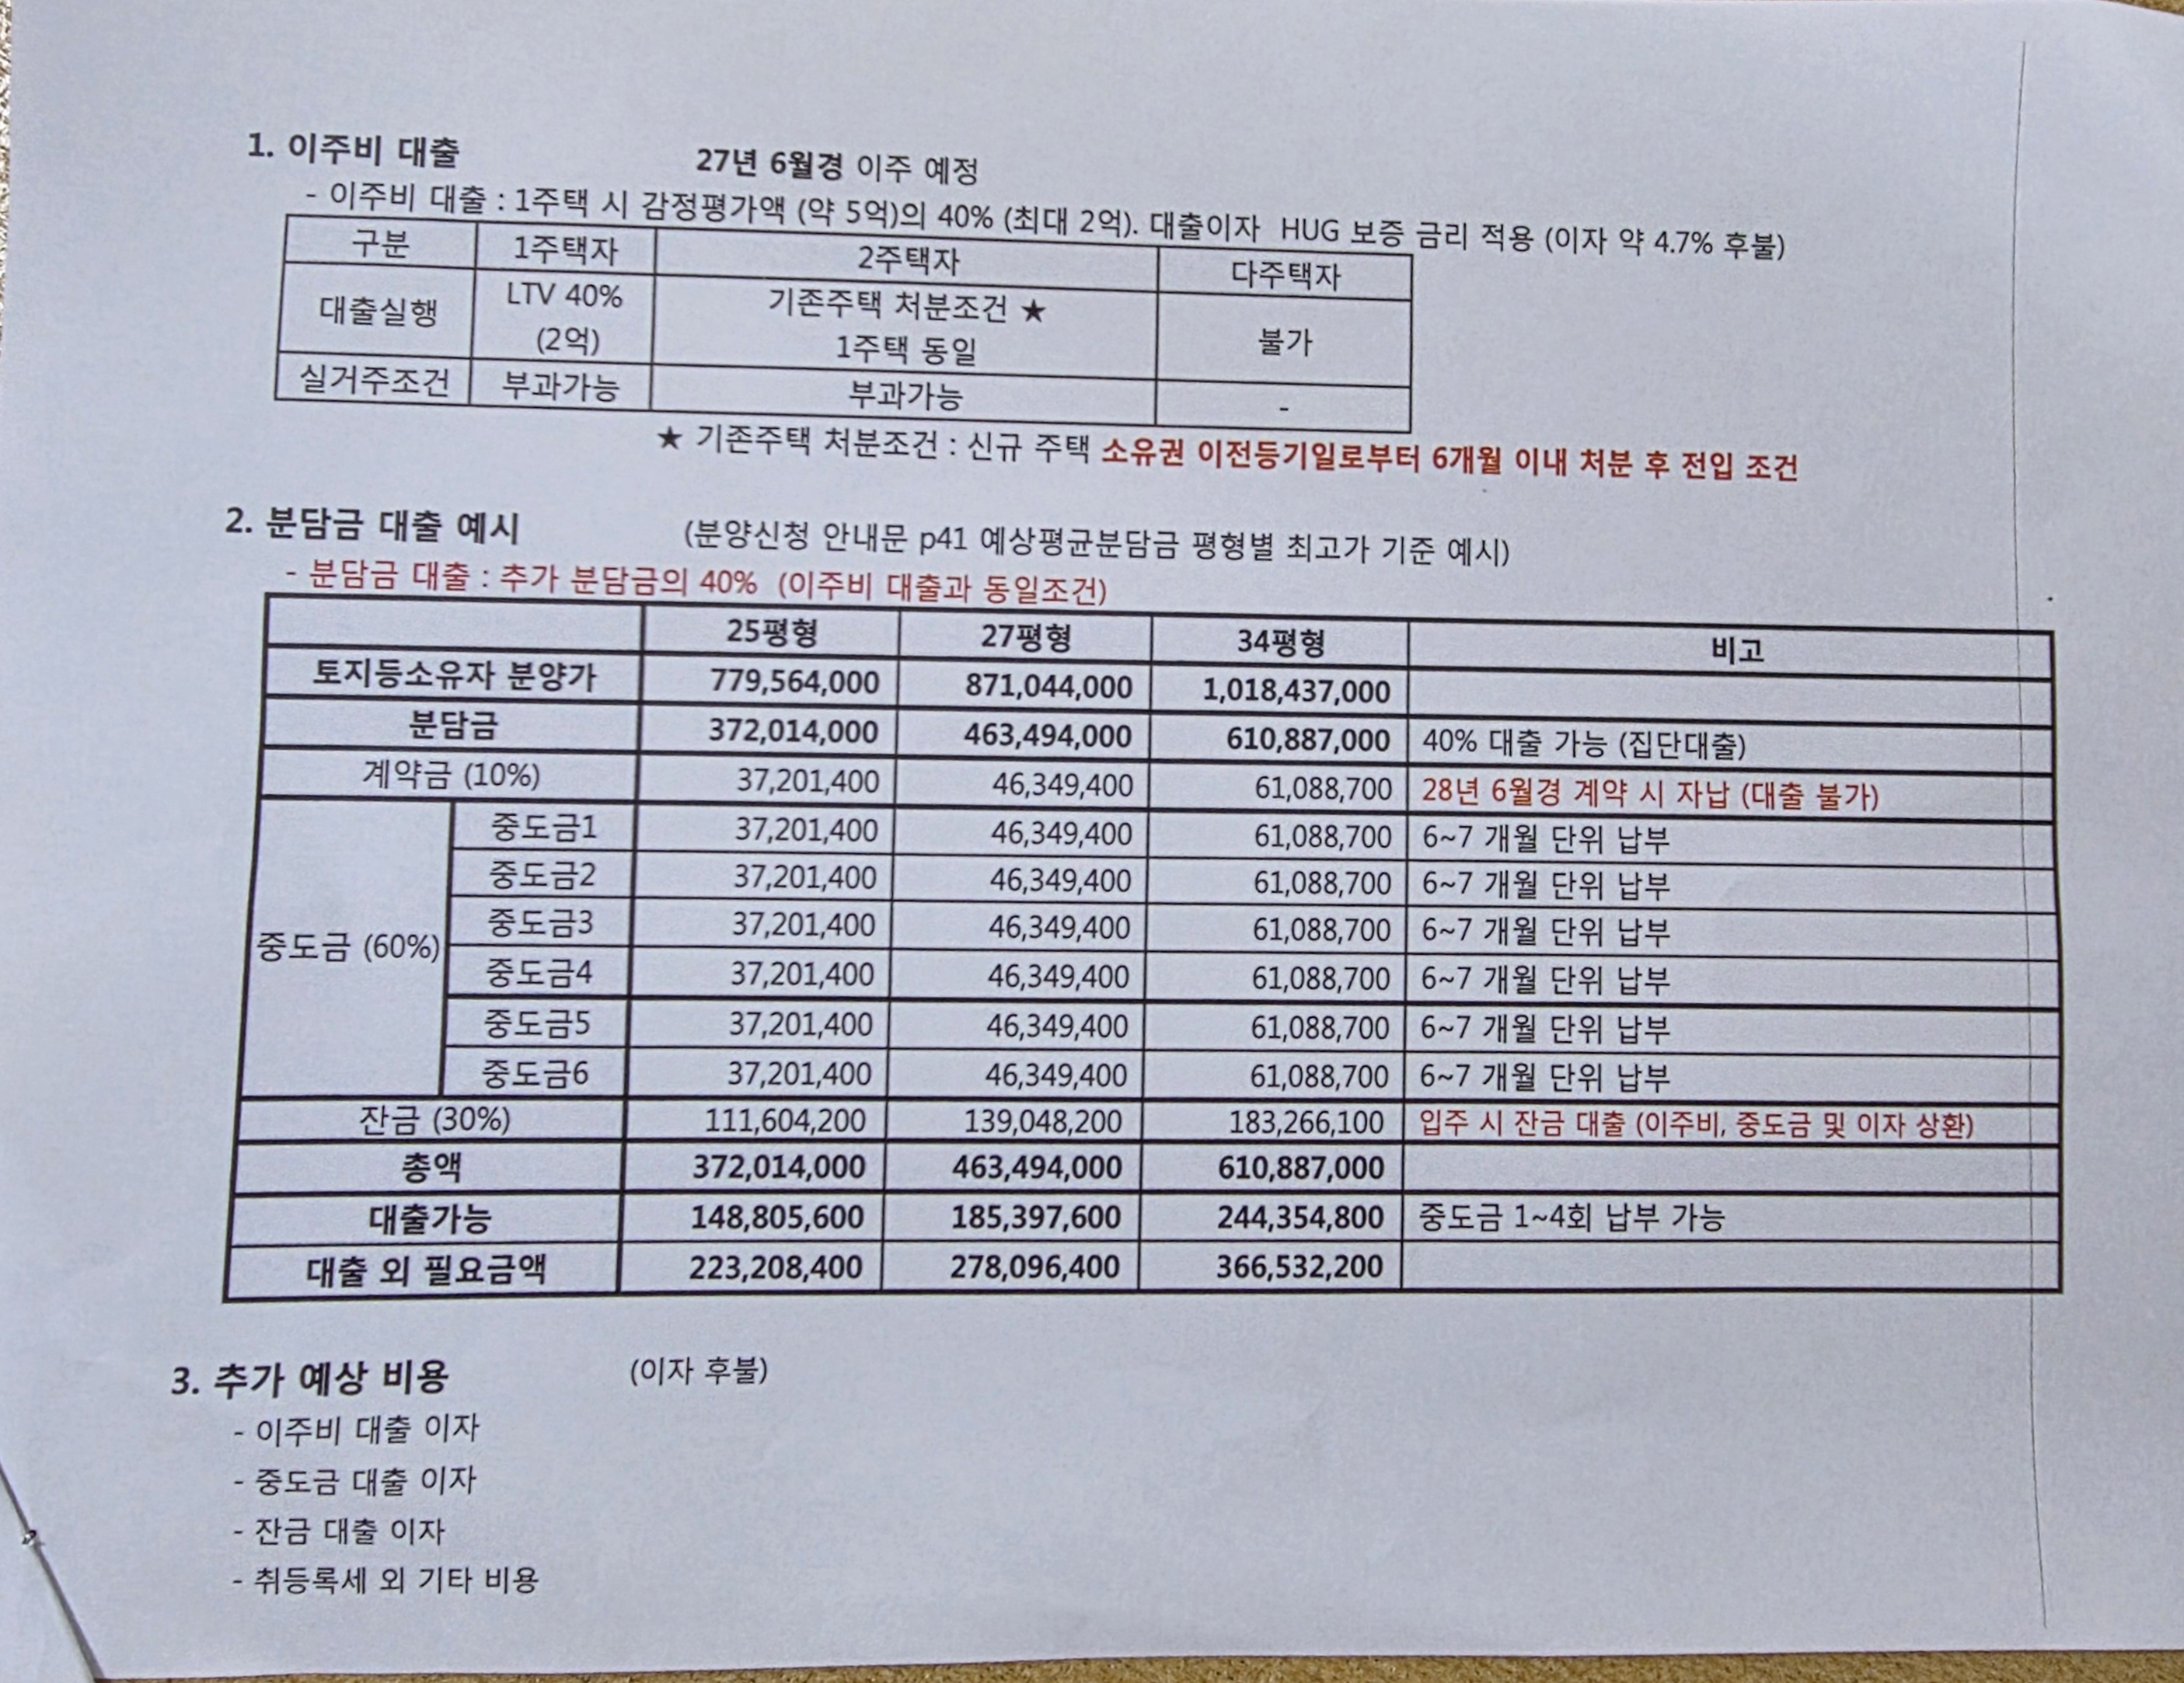 1. 이주비 대출 27년 6월경 이주 예정
- 이주비 대출 : 1주택 시 감정평가액 (약 5억)의 40% (최대 2억). 대출이자 HUG 보증 금리 적용 (이자 약 4.7% 후불)
구분 1주택자 2주택자 다주택자
대출실행 LTV 40% (2억) 기존주택 처분조건 ★ 1주택 동일 불가
실거주조건 부과가능 부과가능 -
★ 기존주택 처분조건 : 신규 주택 소유권 이전등기일로부터 6개월 이내 처분 후 전입 조건
2. 분담금 대출 예시 (분양신청 안내문 p41 예상평균분담금 평형별 최고가 기준 예시)
- 분담금 대출 : 추가 분담금의 40% (이주비 대출과 동일조건)
25평형 27평형 34평형 비고
토지등소유자 분양가 779,564,000 871,044,000 1,018,437,000
분담금 372,014,000 463,494,000 610,887,000 40% 대출 가능 (집단대출)
계약금 (10%) 37,201,400 46,349,400 61,088,700 28년 6월경 계약 시 자납 (대출 불가)
중도금 (60%) 중도금1 37,201,400 46,349,400 61,088,700 6~7 개월 단위 납부
중도금2 37,201,400 46,349,400 61,088,700 6~7 개월 단위 납부
중도금3 37,201,400 46,349,400 61,088,700 6~7 개월 단위 납부
중도금4 37,201,400 46,349,400 61,088,700 6~7 개월 단위 납부
중도금5 37,201,400 46,349,400 61,088,700 6~7 개월 단위 납부
중도금6 37,201,400 46,349,400 61,088,700 6~7 개월 단위 납부
잔금 (30%) 111,604,200 139,048,200 183,266,100 입주 시 잔금 대출 (이주비, 중도금 및 이자 상환)
총액 372,014,000 463,494,000 610,887,000
대출가능 148,805,600 185,397,600 244,354,800 중도금 1~4회 납부 가능
대출 외 필요금액 223,208,400 278,096,400 366,532,200
3. 추가 예상 비용 (이자 후불)
- 이주비 대출 이자
- 중도금 대출 이자
- 잔금 대출 이자
- 취등록세 외 기타 비용